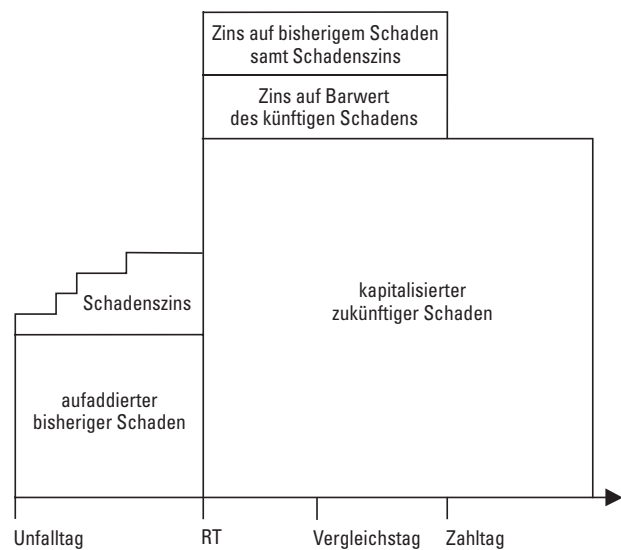 Zins auf bisherigem Schaden
samt Schadenszins
Zins auf Barwert
des künftigen Schadens
Schadenszins
kapitalisierter
zukünftiger Schaden
aufaddierter
bisheriger Schaden
Unfalltag
RT
Vergleichstag
Zahltag